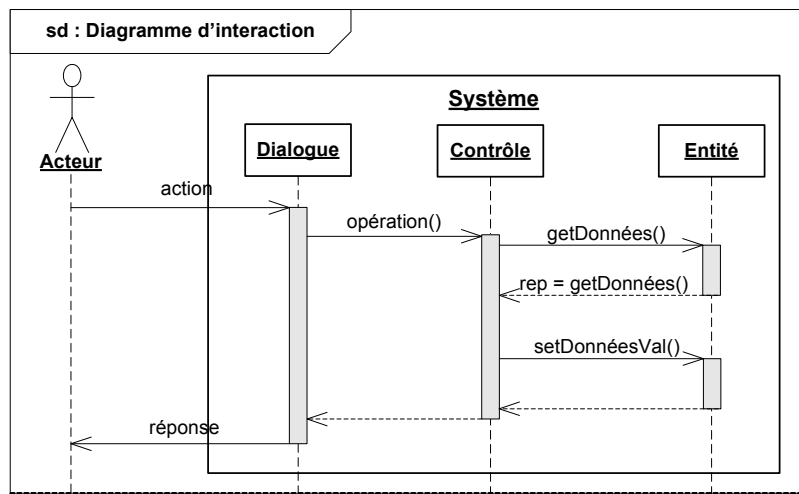 sd : Diagramme d’interaction
Système
Acteur
Dialogue
Contrôle
Entité
action
opération()
getDonnées()
rep = getDonnées()
setDonnéesVal()
réponse